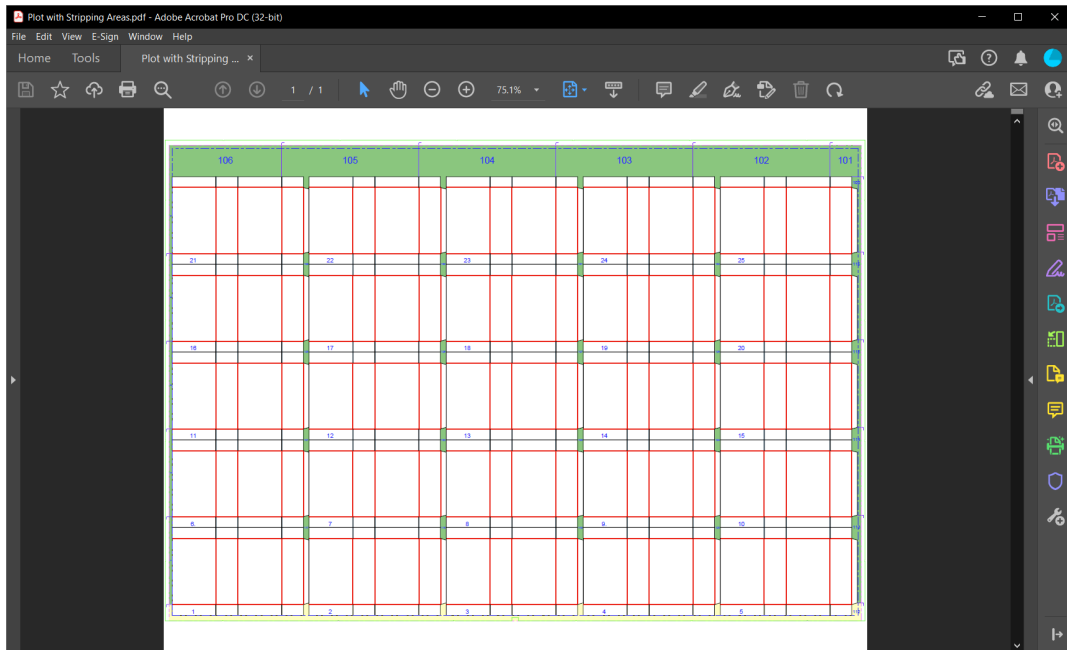 Plot with Stripping Areas.pdf - Adobe Acrobat Pro DC (32-bit)
File Edit View E-Sign Window Help
Home Tools Plot with Stripping ... ×
1 / 1 75.1%
106 105 104 103 102 101
21 22 23 24 25
16 17 18 19 20
11 12 13 14 15
6 7 8 9 10
1 2 3 4 5